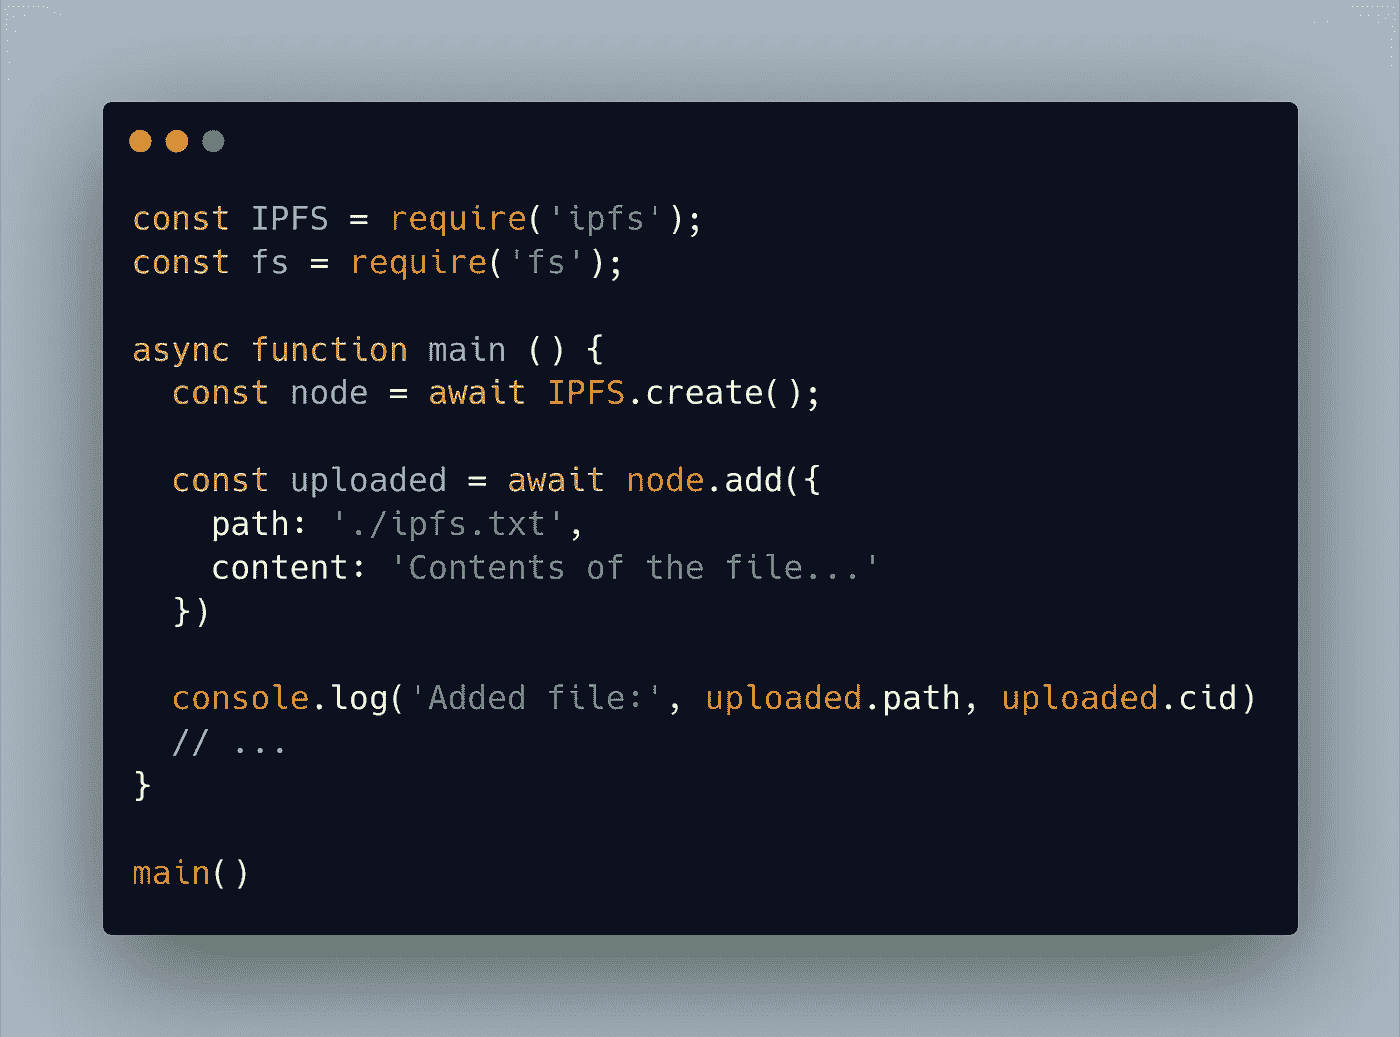 const IPFS = require('ipfs');
const fs = require('fs');

async function main () {
  const node = await IPFS.create();

  const uploaded = await node.add({
    path: './ipfs.txt',
    content: 'Contents of the file...'
  })

  console.log('Added file:', uploaded.path, uploaded.cid)
  // ...
}

main()